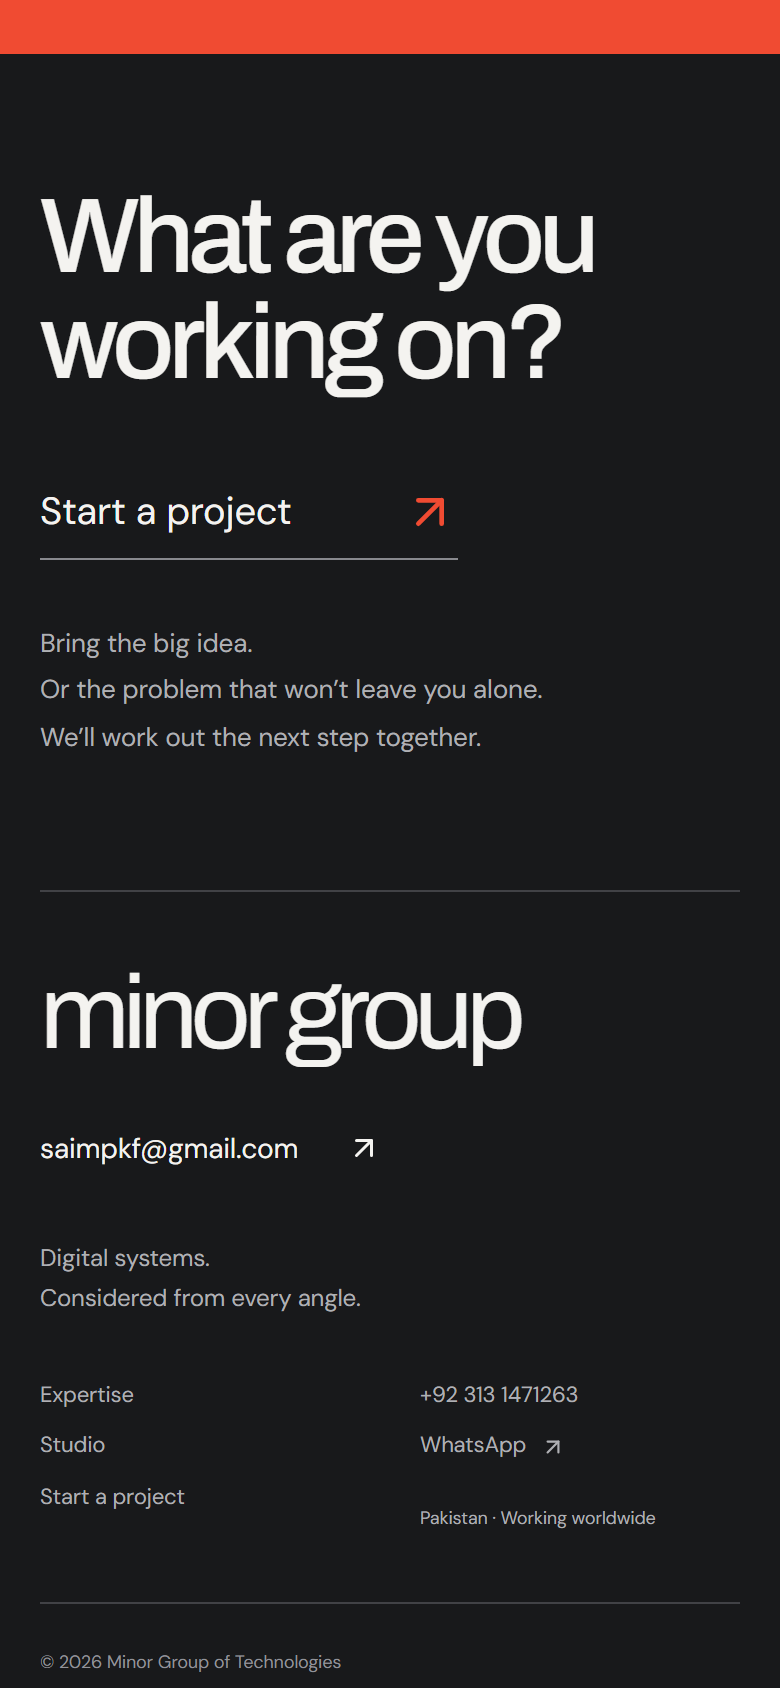 What are you
working on?
Start a project
Bring the big idea.
Or the problem that won’t leave you alone.
We’ll work out the next step together.
minor group
saimpkf@gmail.com
Digital systems.
Considered from every angle.
Expertise
Studio
Start a project
+92 313 1471263
WhatsApp
Pakistan · Working worldwide
© 2026 Minor Group of Technologies